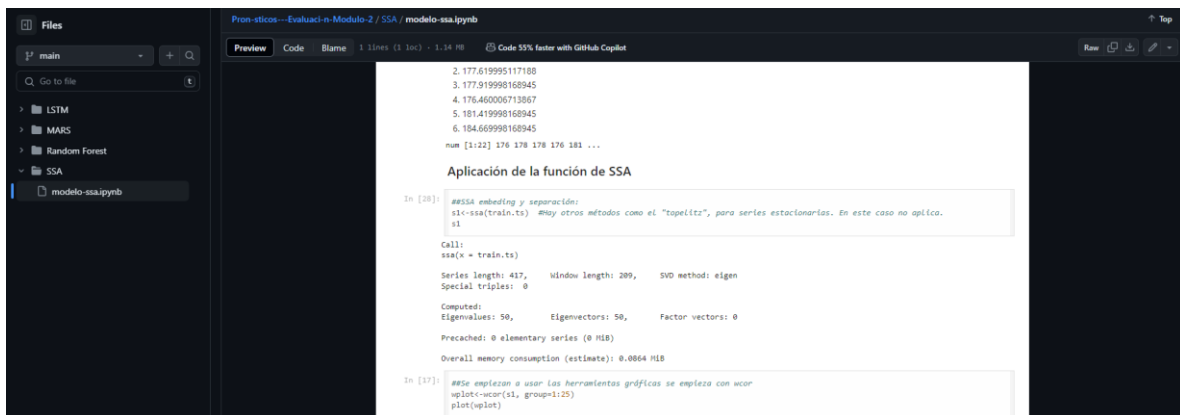 Files
main
Go to file
t
LSTM
MARS
Random Forest
SSA
modelo-ssa.ipynb
Pron-sticos---Evaluaci-n-Modulo-2 / SSA / modelo-ssa.ipynb
Top
Preview Code Blame 1 lines (1 loc) · 1.14 MB Code 55% faster with GitHub Copilot
Raw
2. 177.619995117188
3. 177.919998168945
4. 176.460006713867
5. 181.419998168945
6. 184.669998168945
num [1:22] 176 178 178 176 181 ...
Aplicación de la función de SSA
In [28]:
##SSA embeding y separación:
s1<-ssa(train.ts) #Hay otros métodos como el "topelitz", para series estacionarias. En este caso no aplica.
s1
Call:
ssa(x = train.ts)
Series length: 417, Window length: 209, SVD method: eigen
Special triples: 0
Computed:
Eigenvalues: 50, Eigenvectors: 50, Factor vectors: 0
Precached: 0 elementary series (0 MiB)
Overall memory consumption (estimate): 0.0864 MiB
In [17]:
##Se empiezan a usar las herramientas gráficas se empieza con wcor
wplot<-wcor(s1, group=1:25)
plot(wplot)